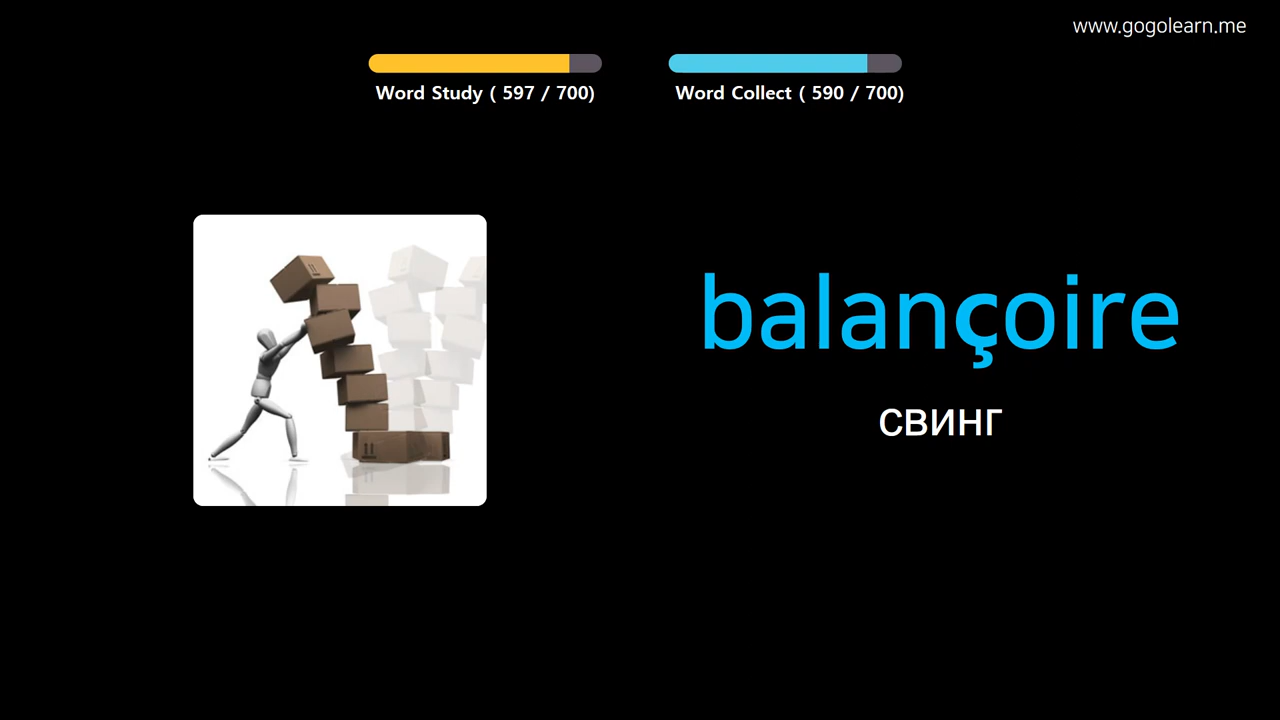 www.gogolearn.me
Word Study ( 597 / 700)
Word Collect ( 590 / 700)
balançoire
свинг